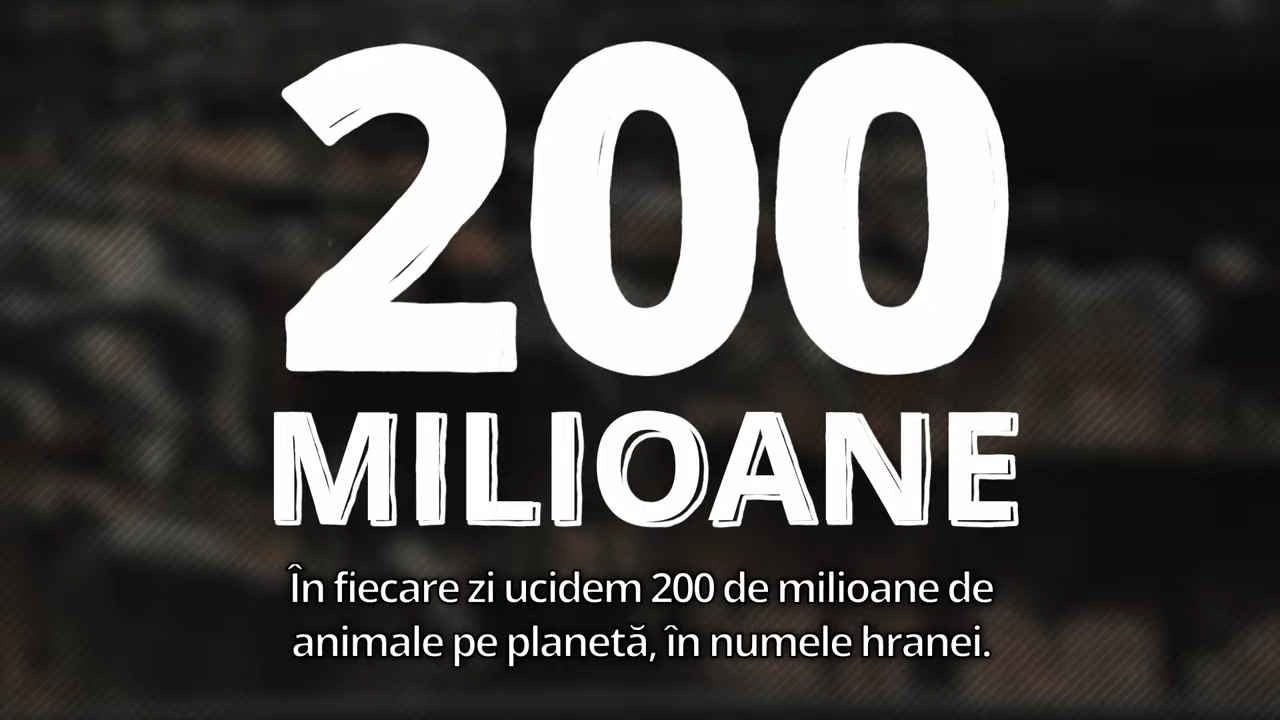 200
MILIOANE
În fiecare zi ucidem 200 de milioane de
animale pe planetă, în numele hranei.